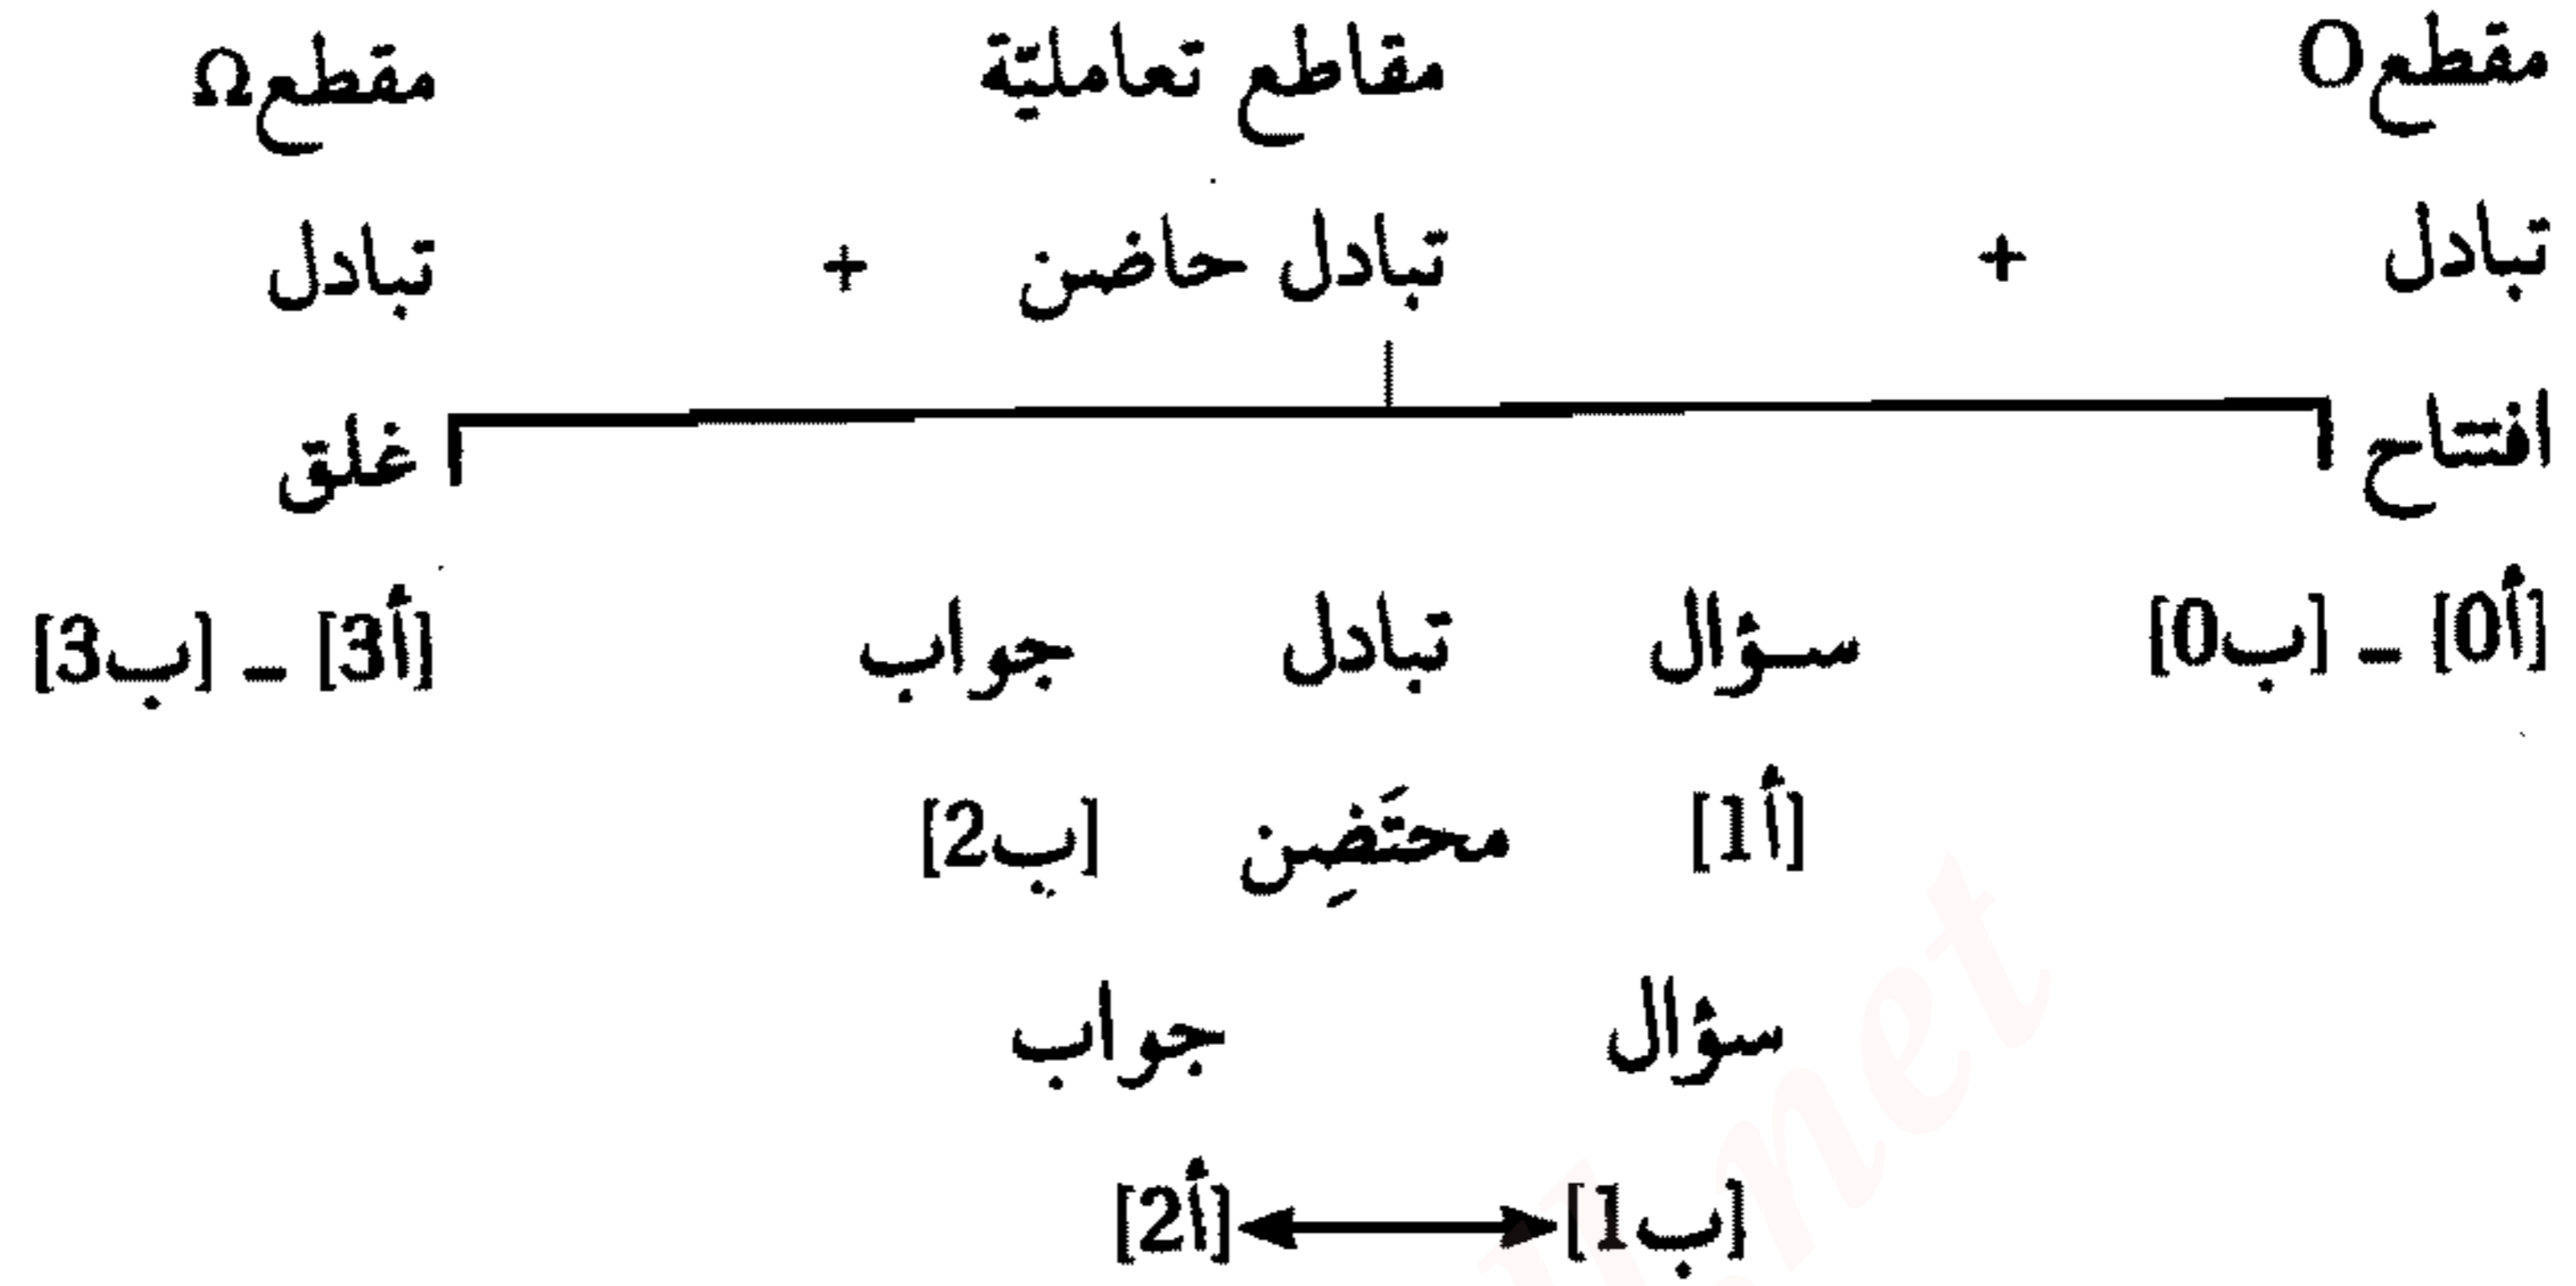 مقطع O مقاطع تعامليّة مقطع Ω
تبادل + تبادل حاضن + تبادل
افتتاح غلق
[أ0] - [ب0] سؤال تبادل جواب [أ3] - [ب3]
[أ1] محتَضِن [ب2]
سؤال جواب
[ب1] [أ2]